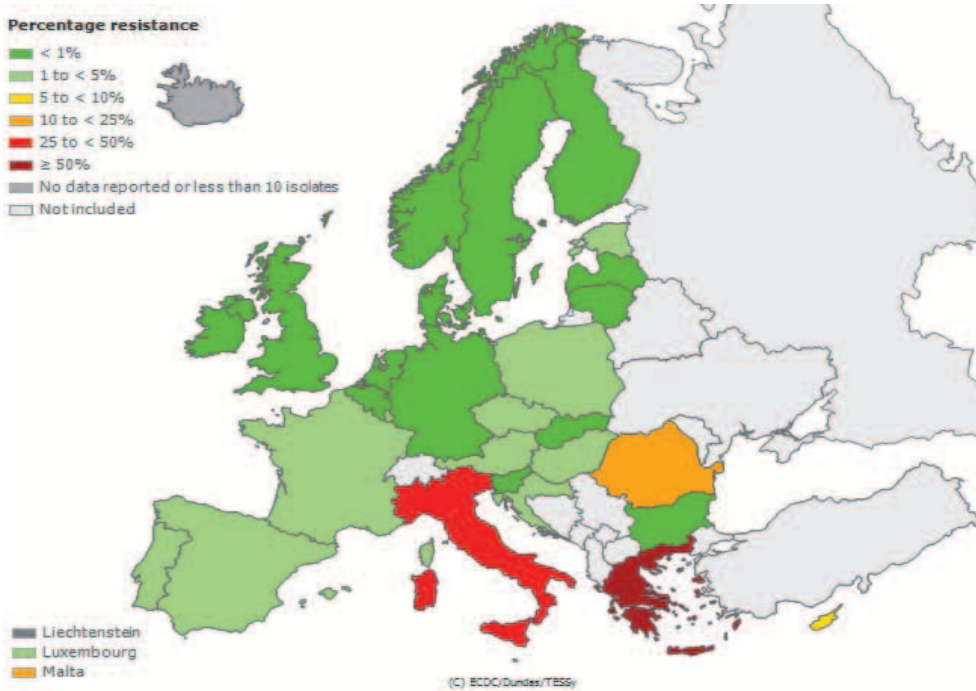 Percentage resistance
< 1%
1 to < 5%
5 to < 10%
10 to < 25%
25 to < 50%
≥ 50%
No data reported or less than 10 isolates
Not included
Liechtenstein
Luxembourg
Malta
(C) ECDC/Dundas/TESSy